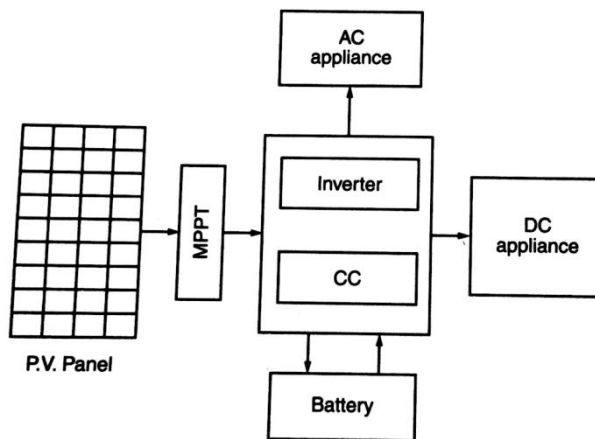 AC
appliance
Inverter
MPPT
DC
appliance
CC
P.V. Panel
Battery